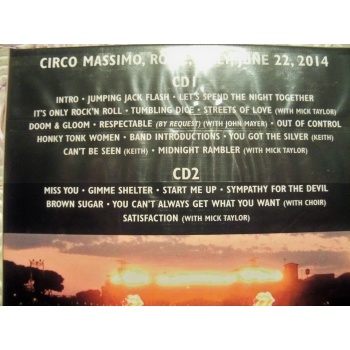 CIRCO MASSIMO, JUNE 22, 2014
CD1
INTRO • JUMPING JACK FLASH • LET'S SPEND THE NIGHT TOGETHER
IT'S ONLY ROCK'N ROLL • TUMBLING DICE • STREETS OF LOVE (WITH MICK TAYLOR)
DOOM & GLOOM • RESPECTABLE (BY REQUEST) (WITH JOHN MAYER) • OUT OF CONTROL
HONKY TONK WOMEN • BAND INTRODUCTIONS • YOU GOT THE SILVER (KEITH)
CAN'T BE SEEN (KEITH) • MIDNIGHT RAMBLER (WITH MICK TAYLOR)
CD2
MISS YOU • GIMME SHELTER • START ME UP • SYMPATHY FOR THE DEVIL
BROWN SUGAR • YOU CAN'T ALWAYS GET WHAT YOU WANT (WITH CHOIR)
SATISFACTION (WITH MICK TAYLOR)